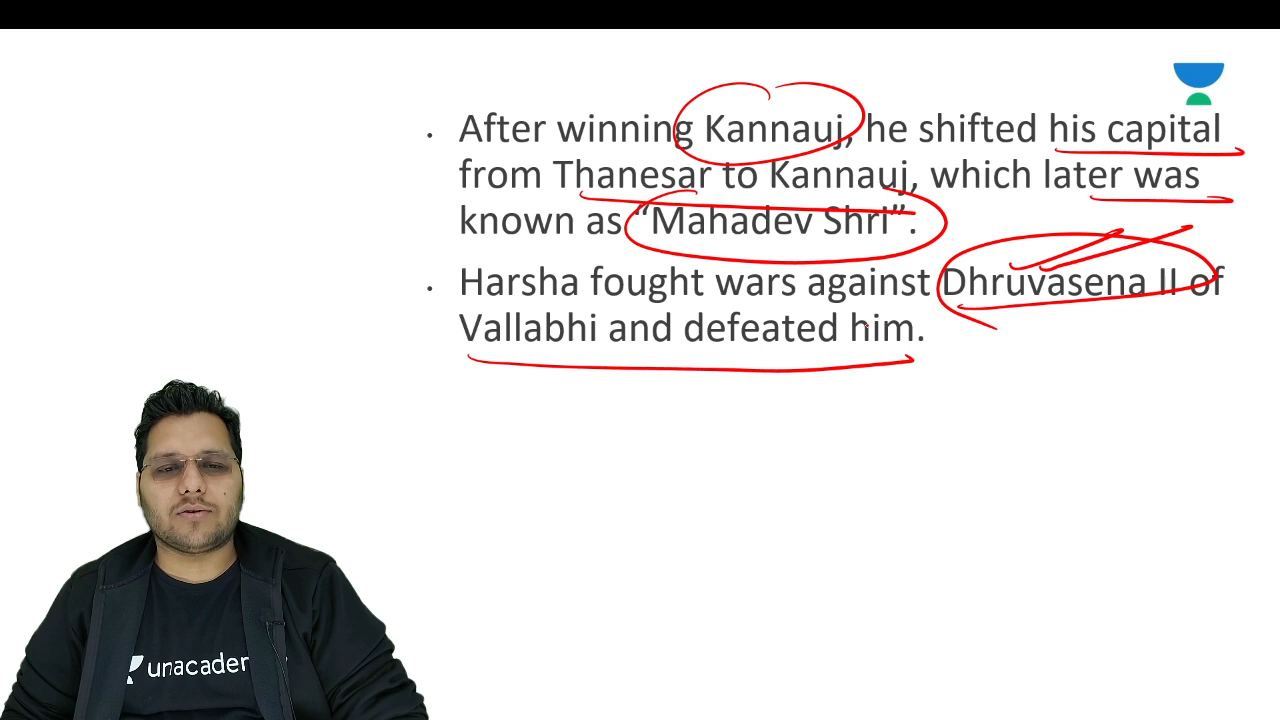 After winning Kannauj, he shifted his capital
from Thanesar to Kannauj, which later was
known as “Mahadev Shri”.
Harsha fought wars against Dhruvasena II of
Vallabhi and defeated him.